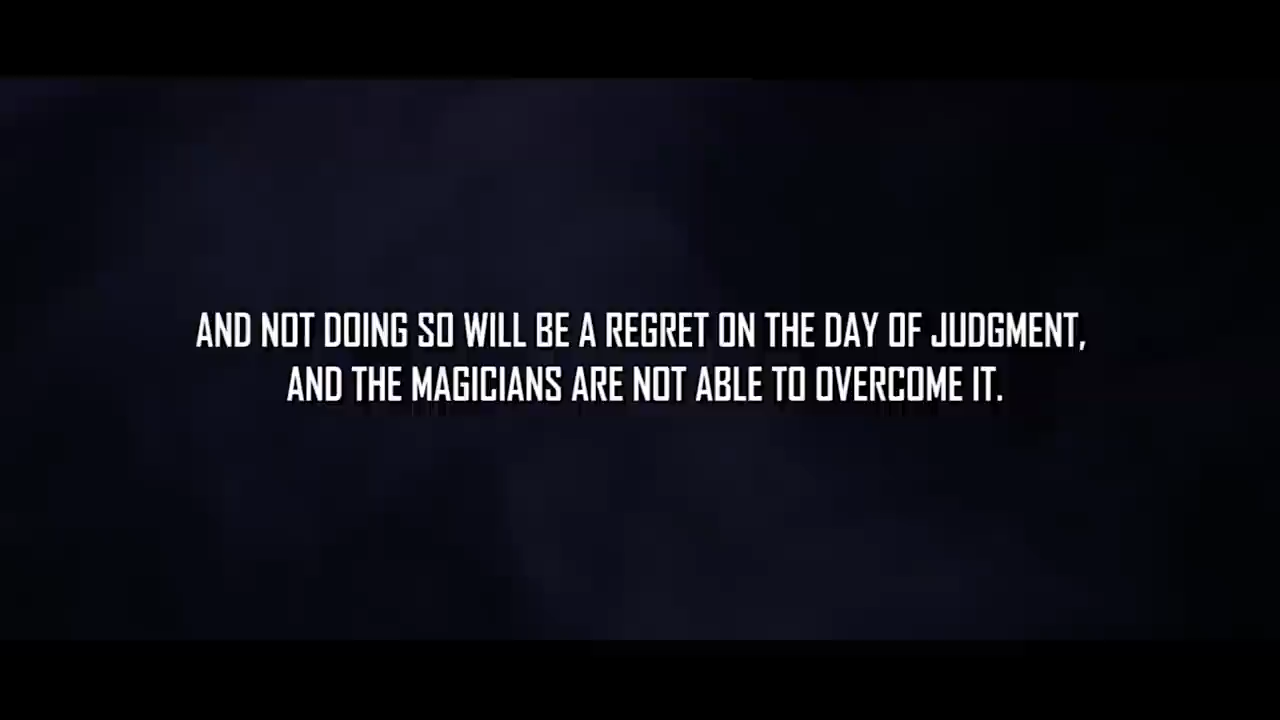 AND NOT DOING SO WILL BE A REGRET ON THE DAY OF JUDGMENT,
AND THE MAGICIANS ARE NOT ABLE TO OVERCOME IT.